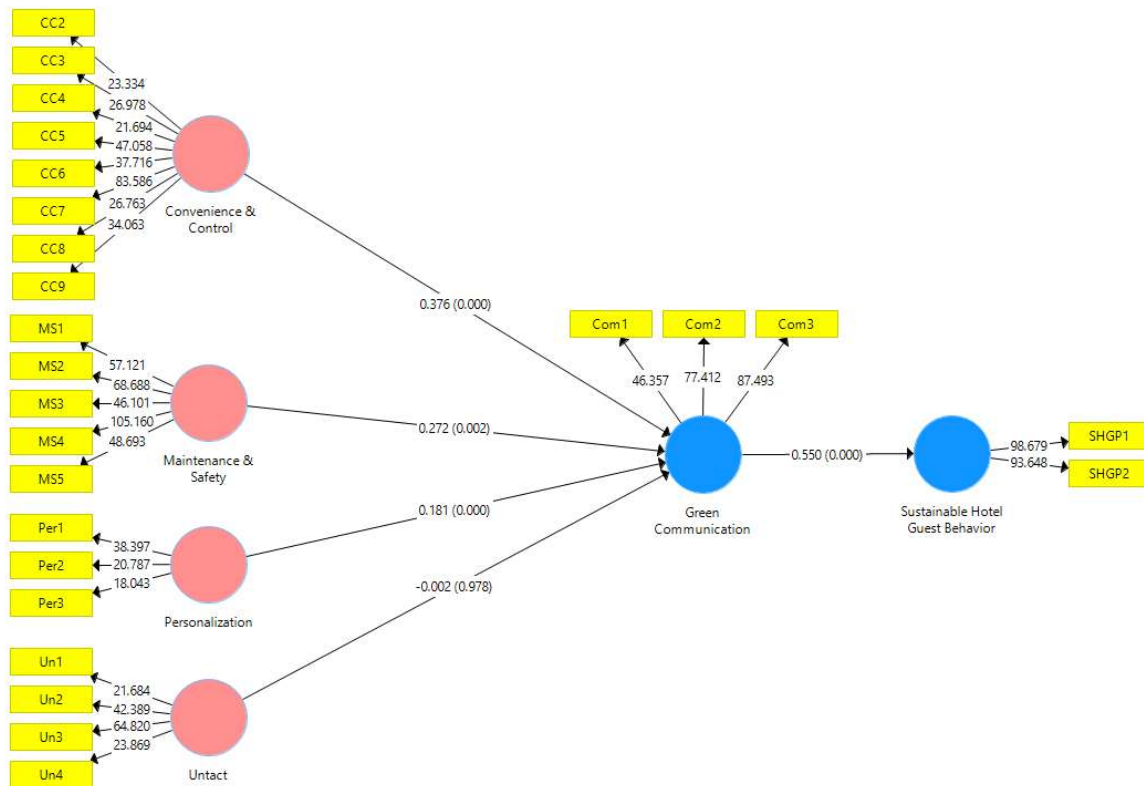 CC2
CC3
CC4
CC5
CC6
CC7
CC8
CC9
23.334
26.978
21.694
47.058
37.716
83.586
26.763
34.063
Convenience &
Control
0.376 (0.000)
MS1
MS2
MS3
MS4
MS5
57.121
68.688
46.101
105.160
48.693
Maintenance &
Safety
0.272 (0.002)
Per1
Per2
Per3
38.397
20.787
18.043
Personalization
0.181 (0.000)
Un1
Un2
Un3
Un4
21.684
42.389
64.820
23.869
Untact
-0.002 (0.978)
Com1
Com2
Com3
46.357
77.412
87.493
Green
Communication
0.550 (0.000)
Sustainable Hotel
Guest Behavior
98.679
93.648
SHGP1
SHGP2